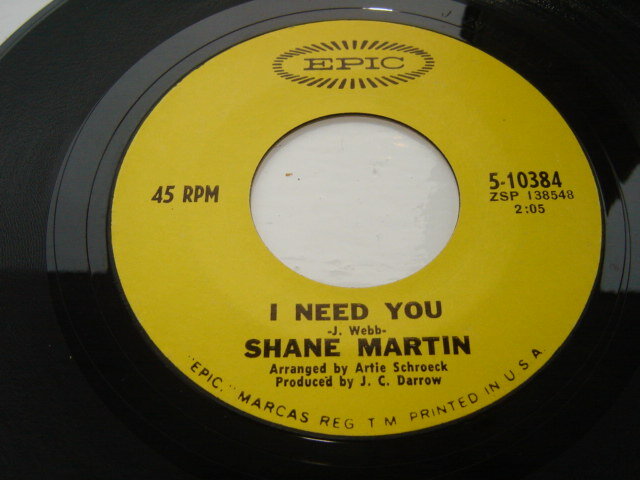 EPIC
45 RPM
5-10384
ZSP 138548
2:05
I NEED YOU
-J. Webb-
SHANE MARTIN
Arranged by Artie Schroeck
Produced by J. C. Darrow
"EPIC," MARCAS REG T M PRINTED IN U S A